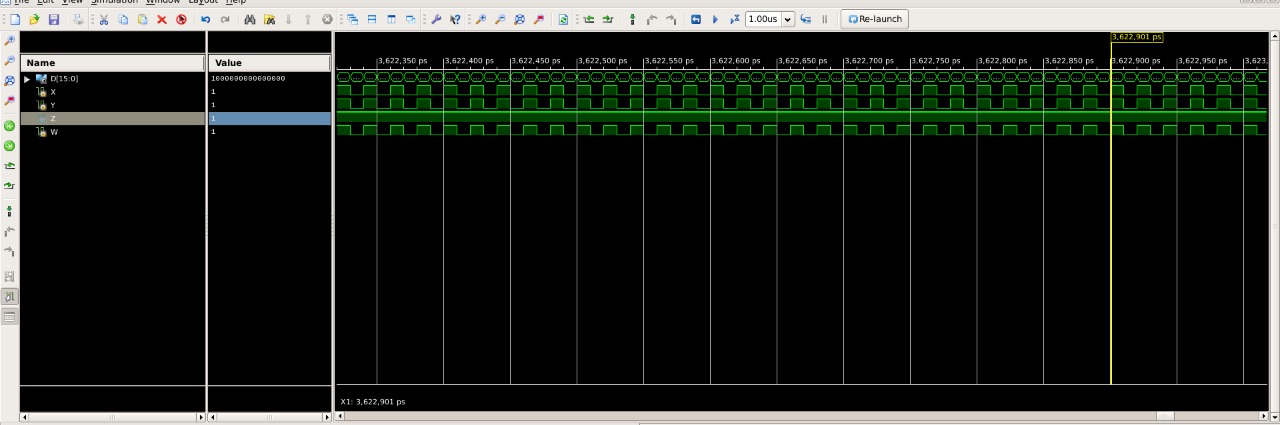 File Edit View Simulation Window Layout Help
1.00us
Re-launch
3,622,901 ps
Name
Value
3,622,350 ps 3,622,400 ps 3,622,450 ps 3,622,500 ps 3,622,550 ps 3,622,600 ps 3,622,650 ps 3,622,700 ps 3,622,750 ps 3,622,800 ps 3,622,850 ps 3,622,900 ps 3,622,950 ps 3,623,
D[15:0] 1000000000000000
X 1
Y 1
Z 1
W 1
X1: 3,622,901 ps